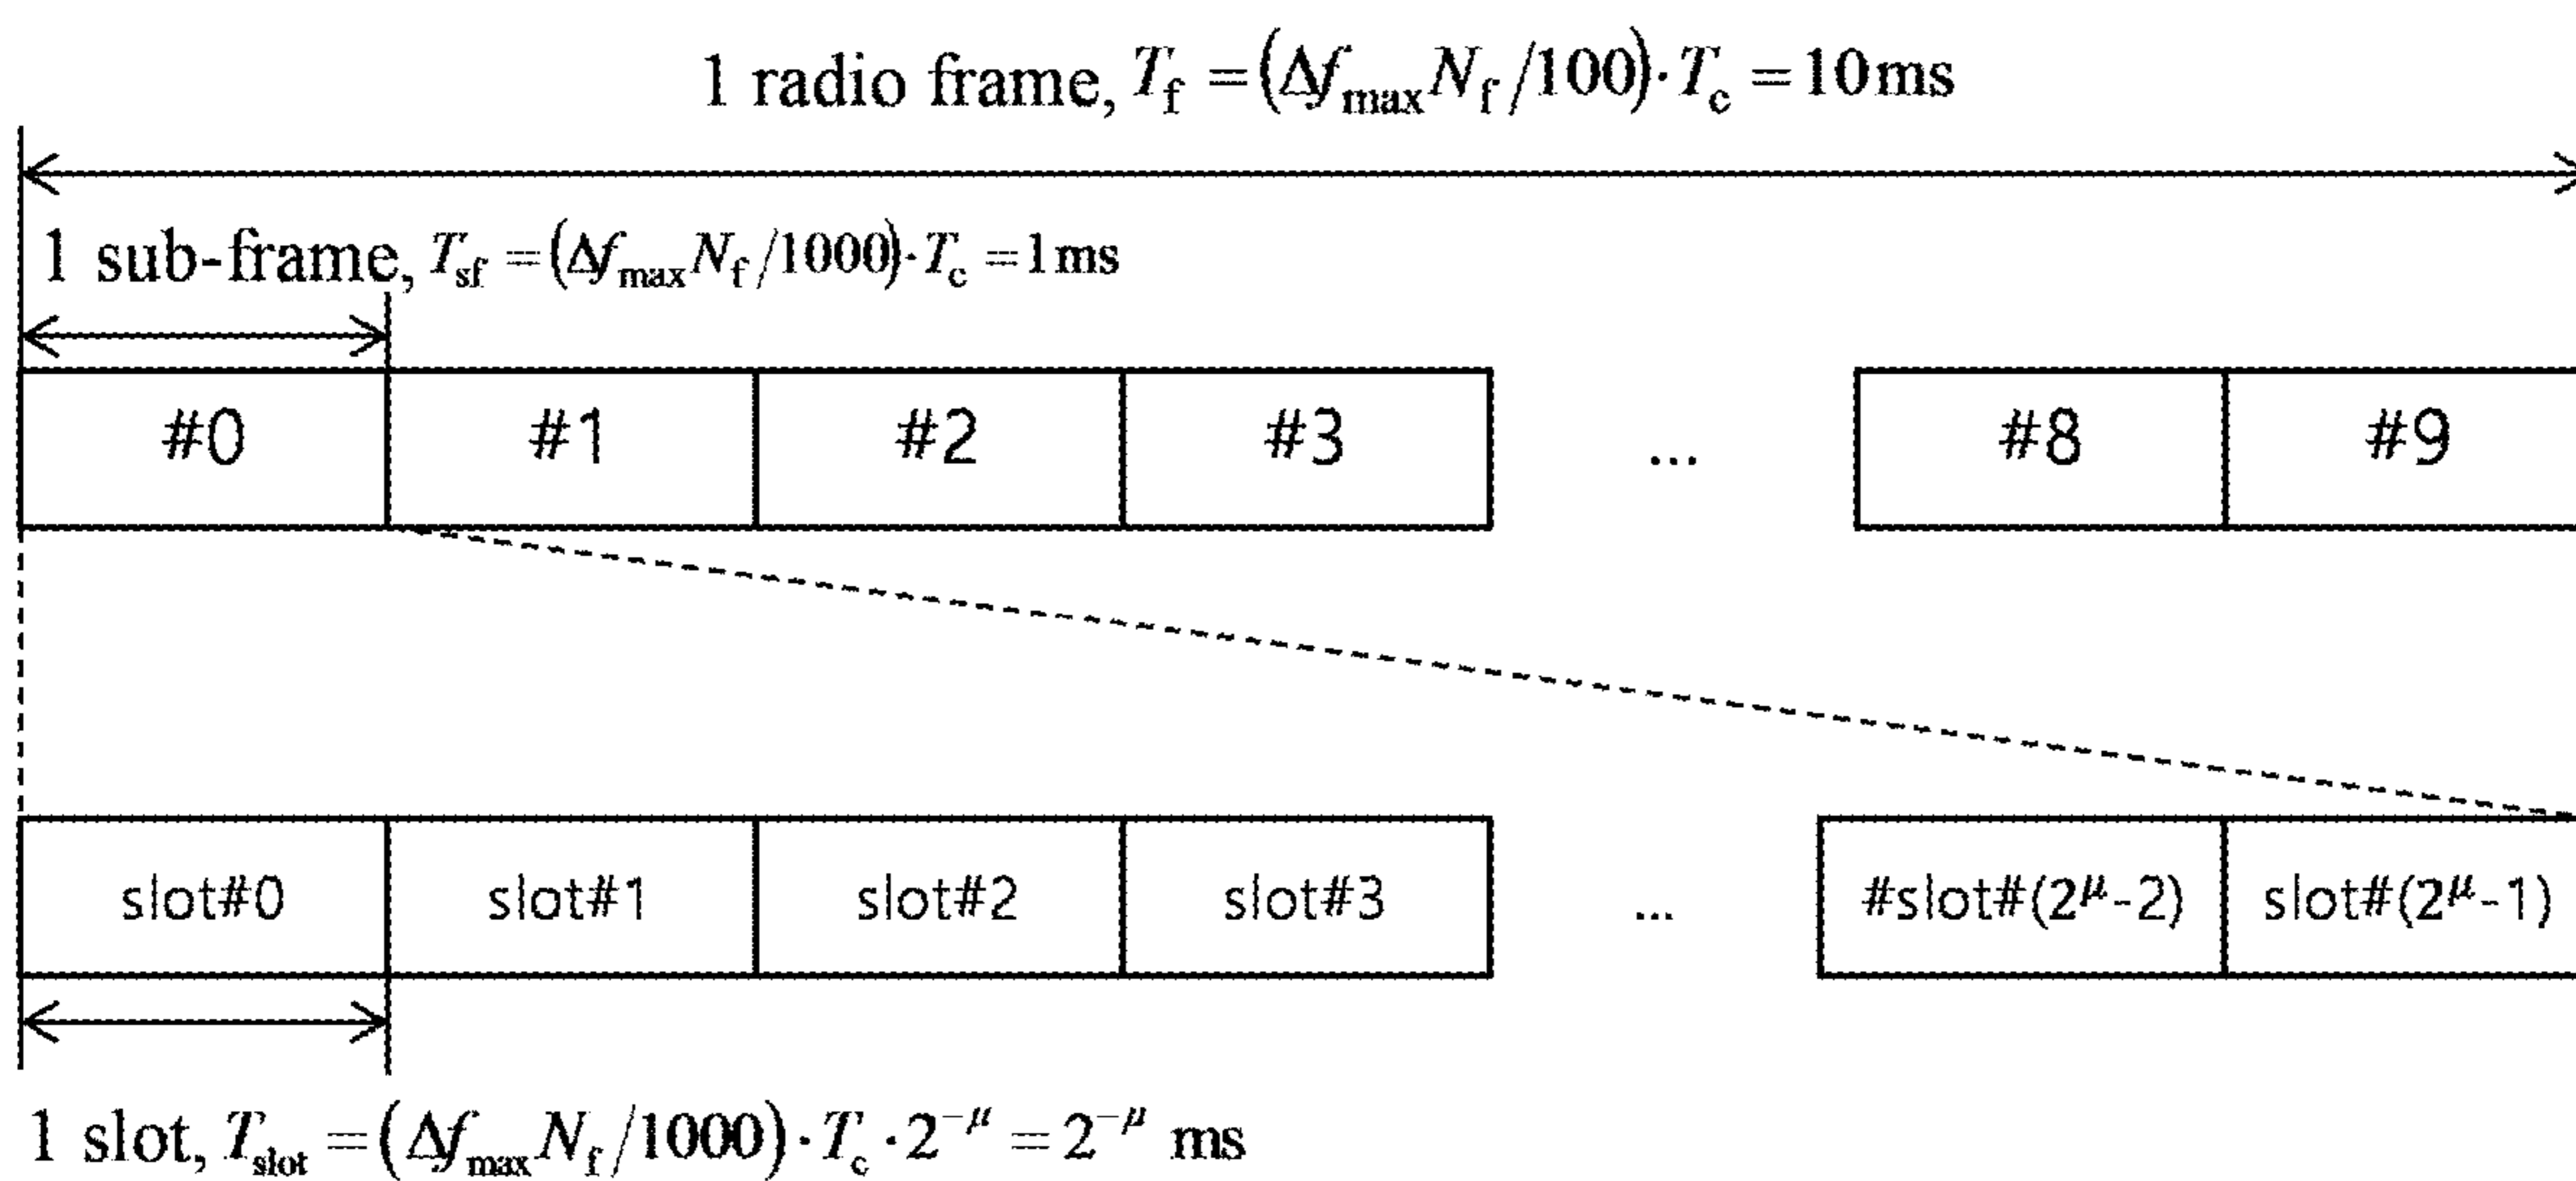 1 radio frame, T_f = (Δf_max N_f /100)·T_c = 10 ms
1 sub-frame, T_sf = (Δf_max N_f /1000)·T_c = 1 ms
#0 #1 #2 #3 ... #8 #9
slot#0 slot#1 slot#2 slot#3 ... #slot#(2^μ-2) slot#(2^μ-1)
1 slot, T_slot = (Δf_max N_f /1000)·T_c·2^−μ = 2^−μ ms